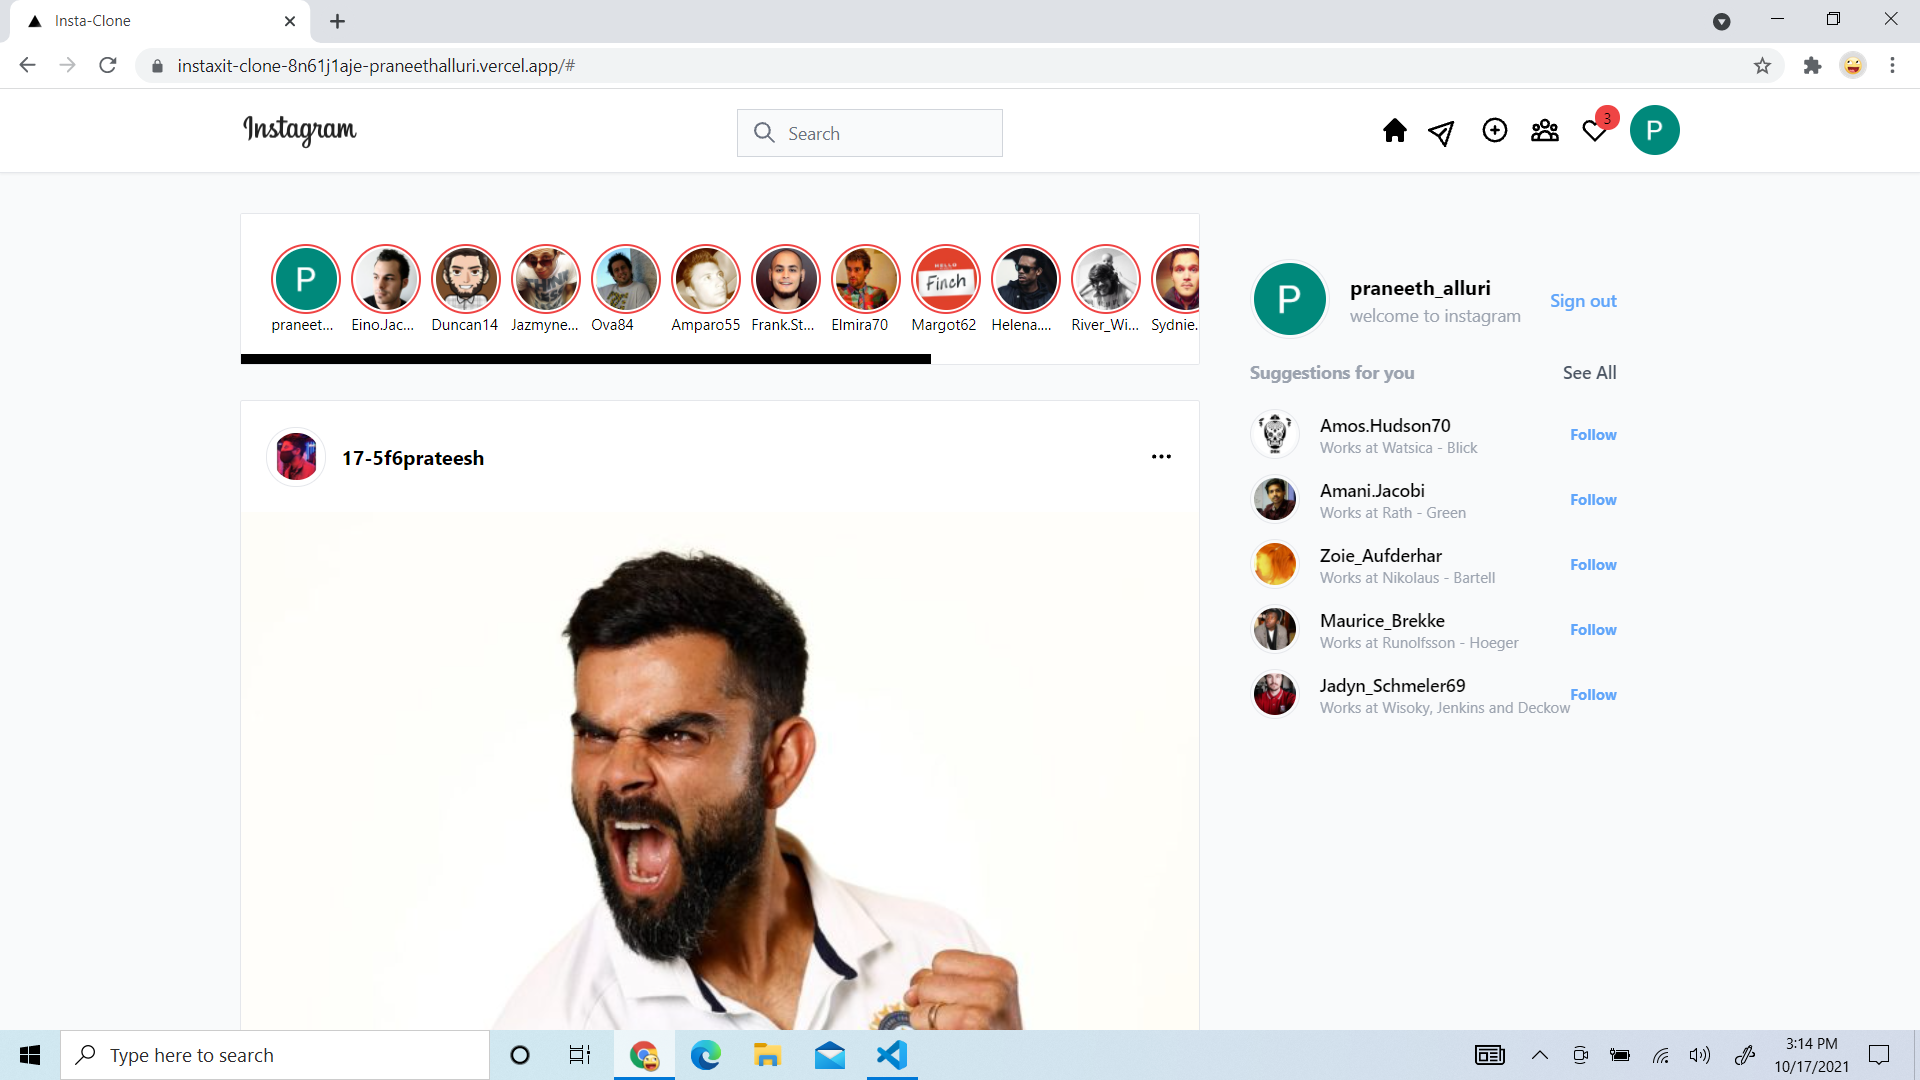 Insta-Clone
instaxit-clone-8n61j1aje-praneethalluri.vercel.app/#
Instagram
Search
3
P
P
HELLO
Finch
praneet...
Eino.Jac...
Duncan14
Jazmyne...
Ova84
Amparo55
Frank.St...
Elmira70
Margot62
Helena....
River_Wi...
Sydnie.
P
praneeth_alluri
welcome to instagram
Sign out
Suggestions for you
See All
17-5f6prateesh
Amos.Hudson70
Works at Watsica - Blick
Follow
Amani.Jacobi
Works at Rath - Green
Follow
Zoie_Aufderhar
Works at Nikolaus - Bartell
Follow
Maurice_Brekke
Works at Runolfsson - Hoeger
Follow
Jadyn_Schmeler69
Works at Wisoky, Jenkins and Deckow
Follow
Type here to search
3:14 PM
10/17/2021